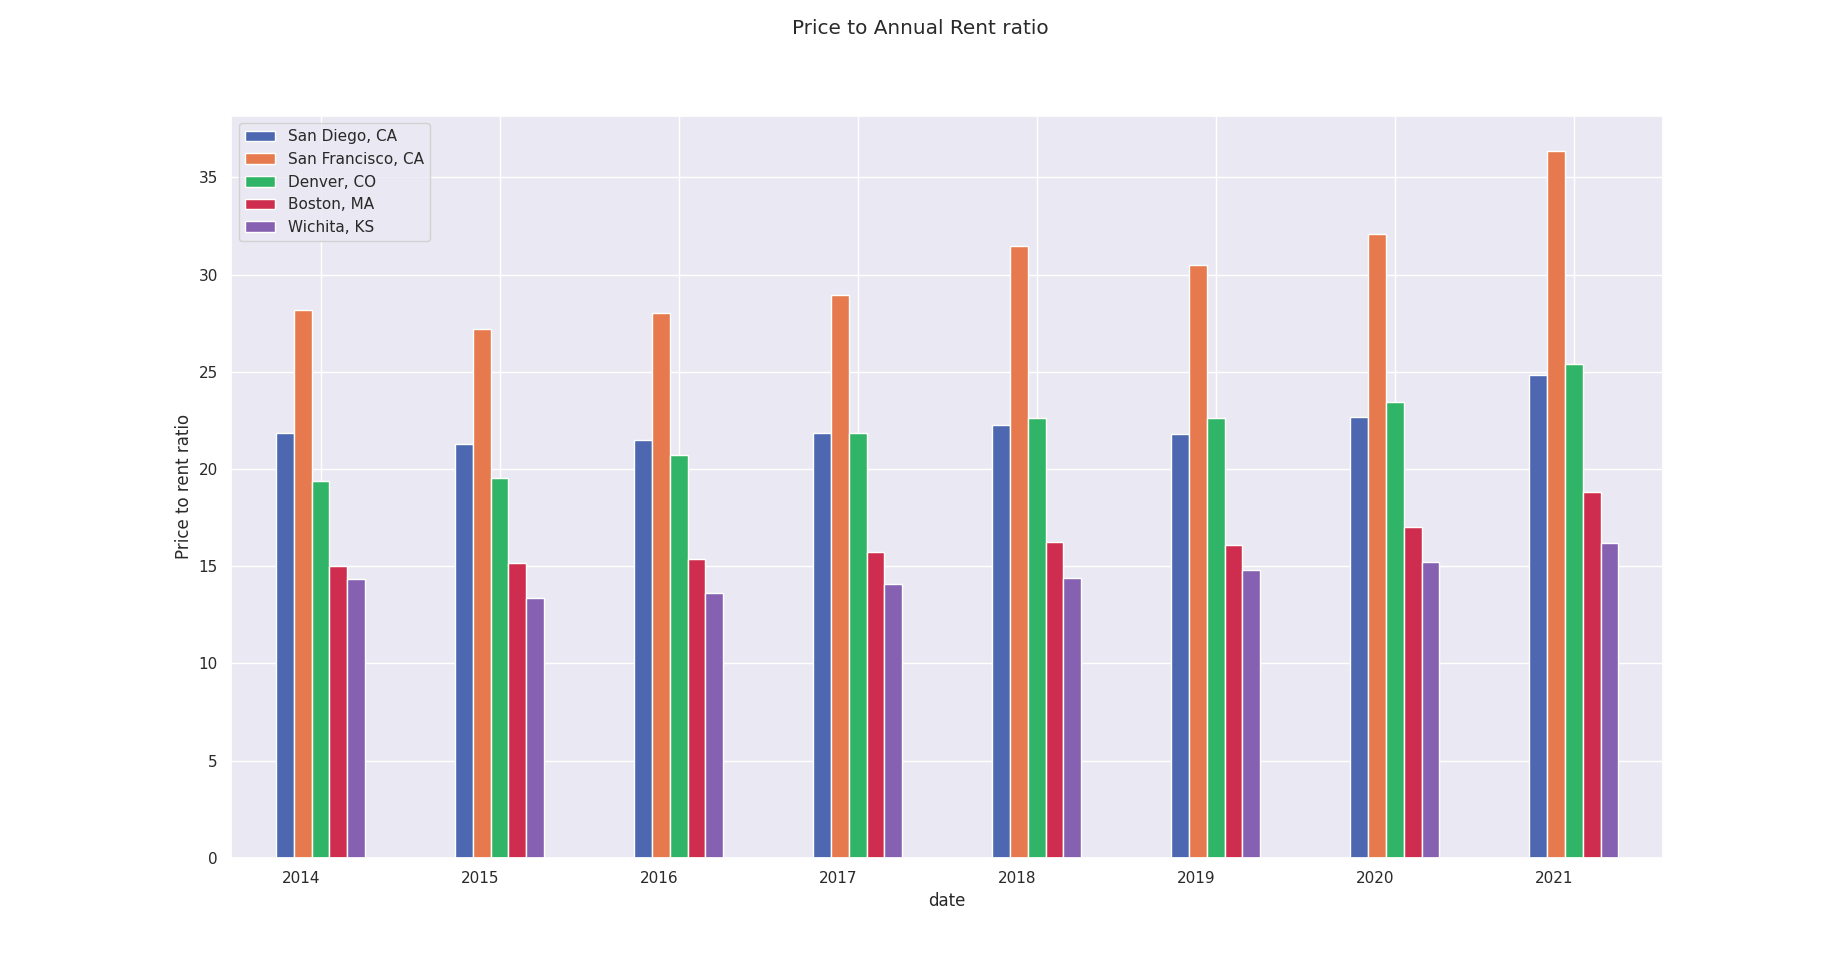 Price to Annual Rent ratio
San Diego, CA
San Francisco, CA
Denver, CO
Boston, MA
Wichita, KS
Price to rent ratio
35
30
25
20
15
10
5
0
2014 2015 2016 2017 2018 2019 2020 2021
date